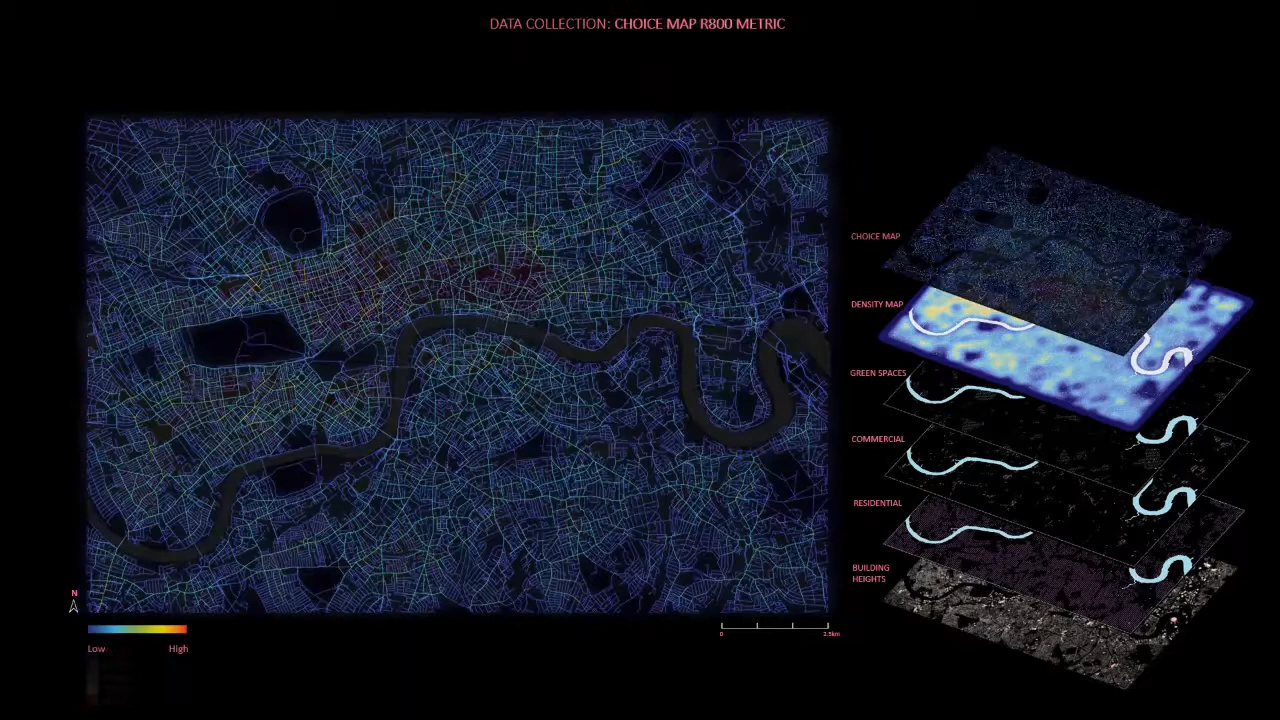 DATA COLLECTION: CHOICE MAP R800 METRIC
CHOICE MAP
DENSITY MAP
GREEN SPACES
COMMERCIAL
RESIDENTIAL
BUILDING
HEIGHTS
N
Low High
0 2.5km